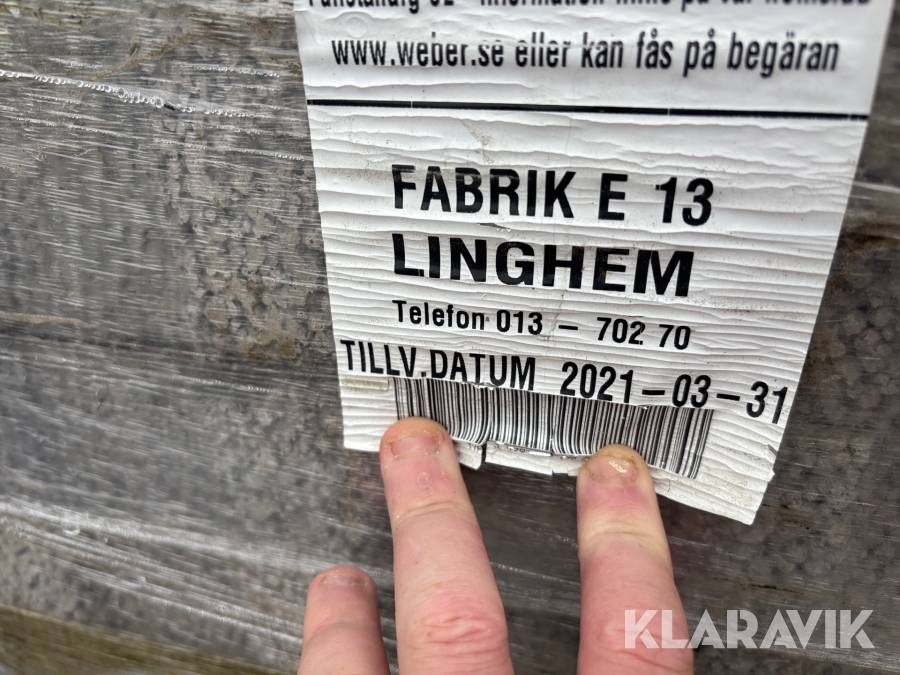 www.weber.se eller kan fås på begäran
FABRIK E 13
LINGHEM
Telefon 013 - 702 70
TILLV.DATUM 2021-03-31
KLARAVIK